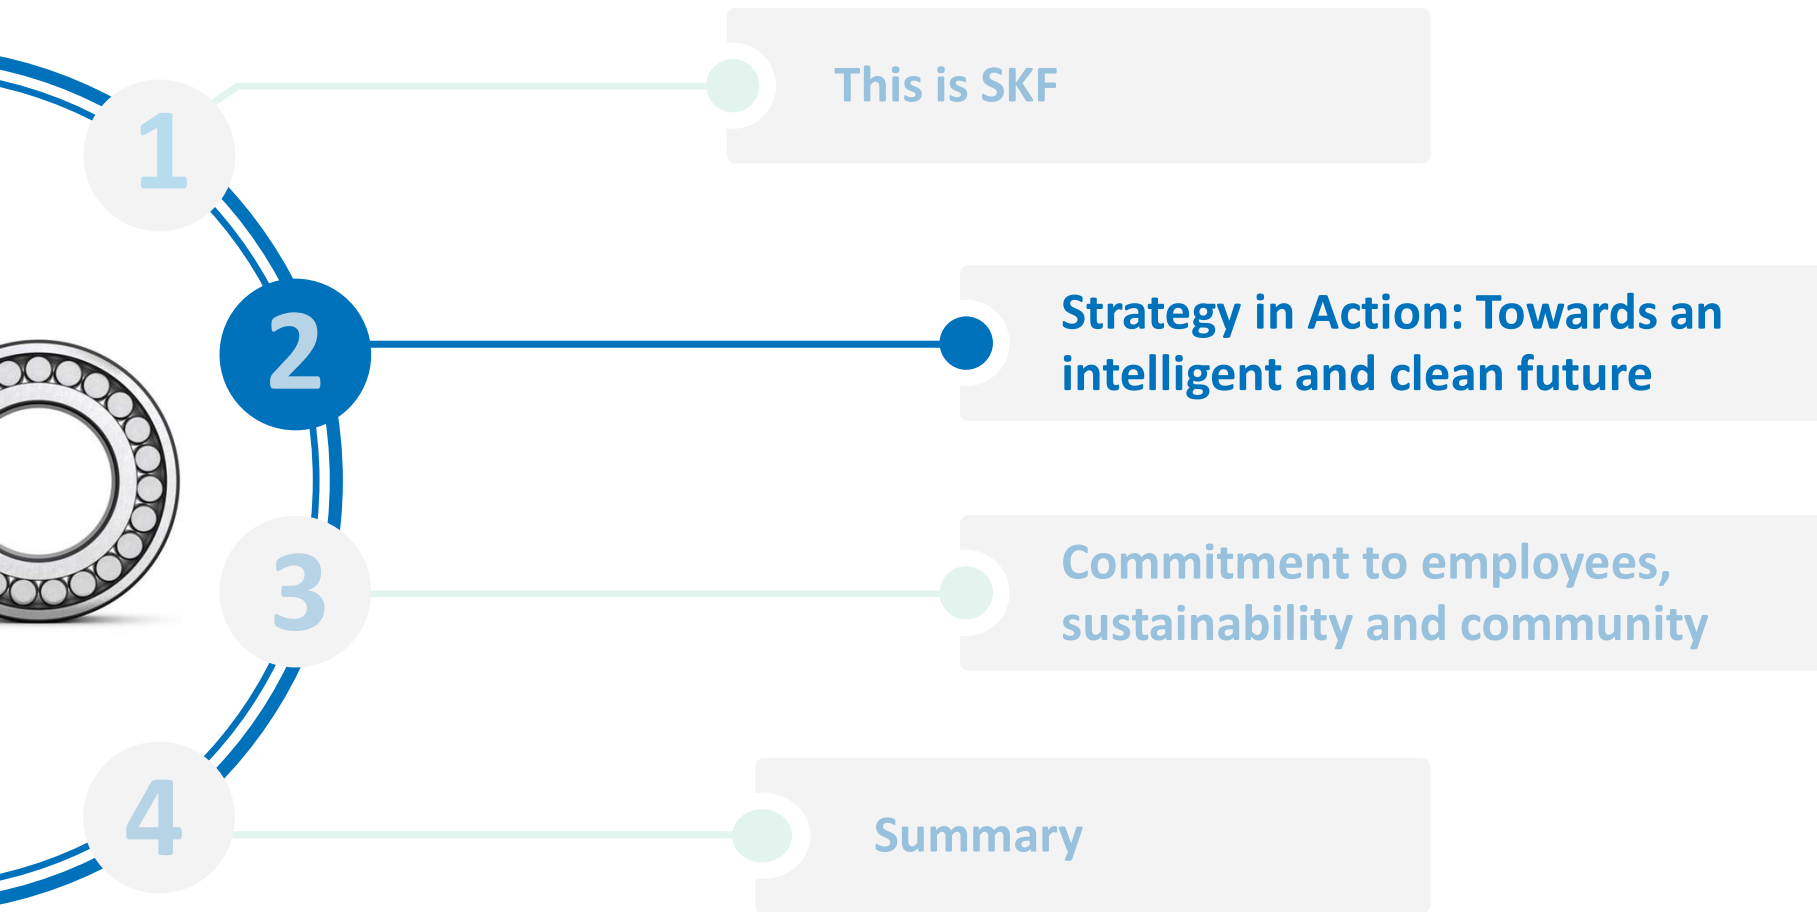 1
This is SKF
2
Strategy in Action: Towards an
intelligent and clean future
3
Commitment to employees,
sustainability and community
4
Summary